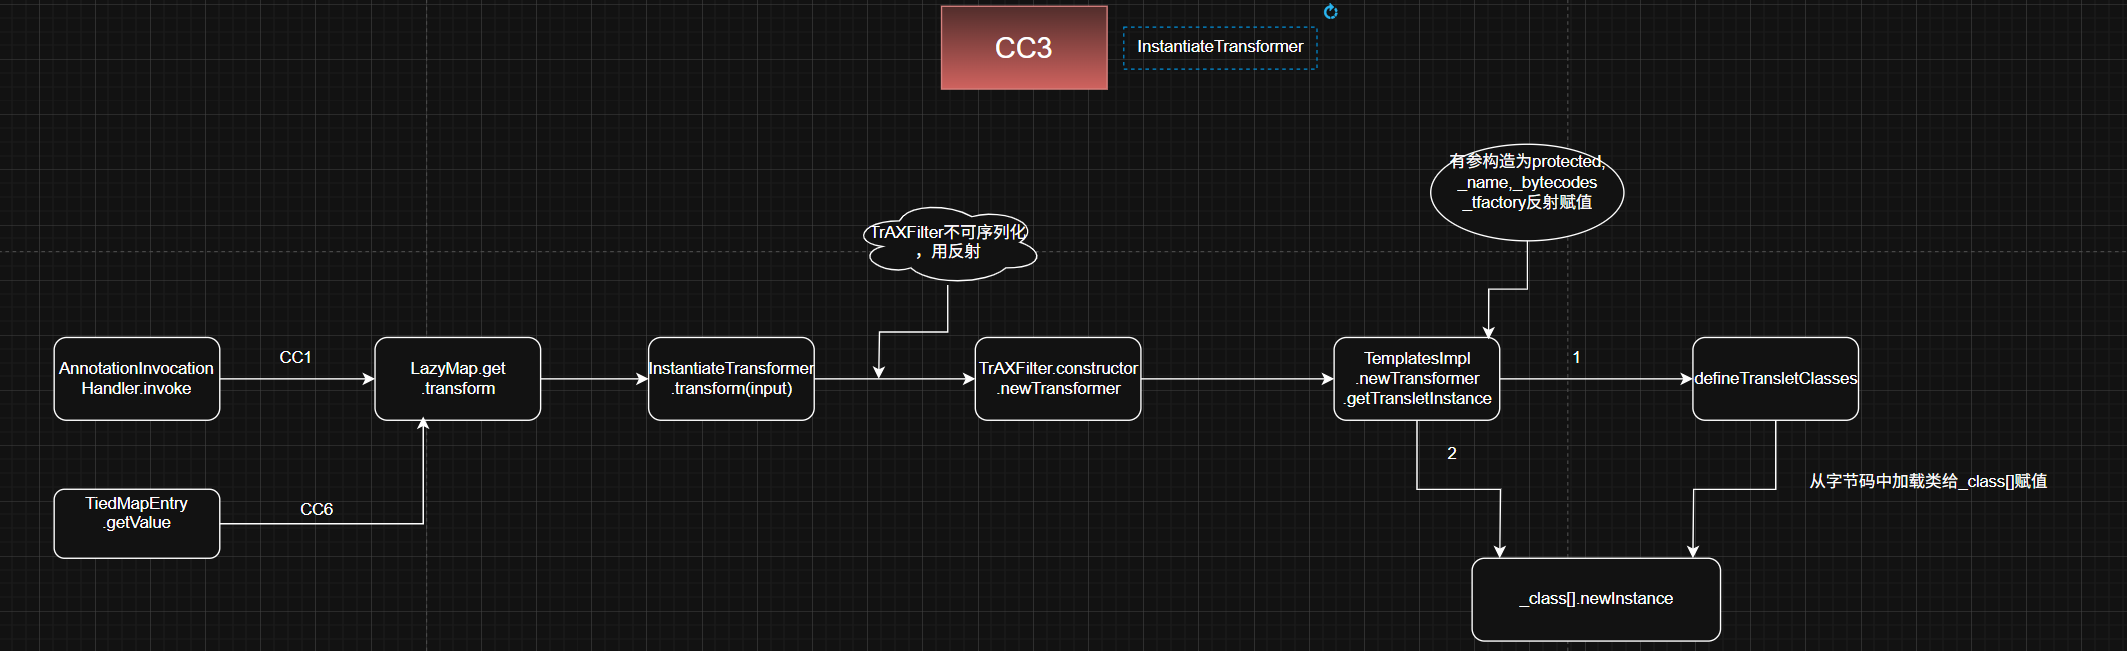 CC3
InstantiateTransformer
有参构造为protected,
_name,_bytecodes
_tfactory反射赋值
TrAXFilter不可序列化
，用反射
AnnotationInvocation
Handler.invoke
CC1
LazyMap.get
.transform
InstantiateTransformer
.transform(input)
TrAXFilter.constructor
.newTransformer
TemplatesImpl
.newTransformer
.getTransletInstance
1
defineTransletClasses
2
从字节码中加载类给_class[]赋值
TiedMapEntry
.getValue
CC6
_class[].newInstance